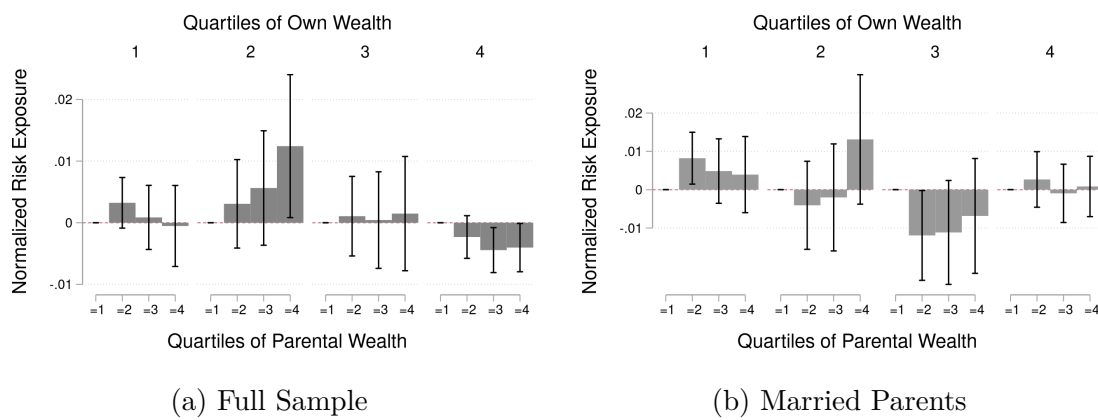 Quartiles of Own Wealth
1 2 3 4
Normalized Risk Exposure
.02
.01
0
-.01
=1 =2 =3 =4 =1 =2 =3 =4 =1 =2 =3 =4 =1 =2 =3 =4
Quartiles of Parental Wealth
(a) Full Sample
Quartiles of Own Wealth
1 2 3 4
Normalized Risk Exposure
.02
.01
0
-.01
=1 =2 =3 =4 =1 =2 =3 =4 =1 =2 =3 =4 =1 =2 =3 =4
Quartiles of Parental Wealth
(b) Married Parents